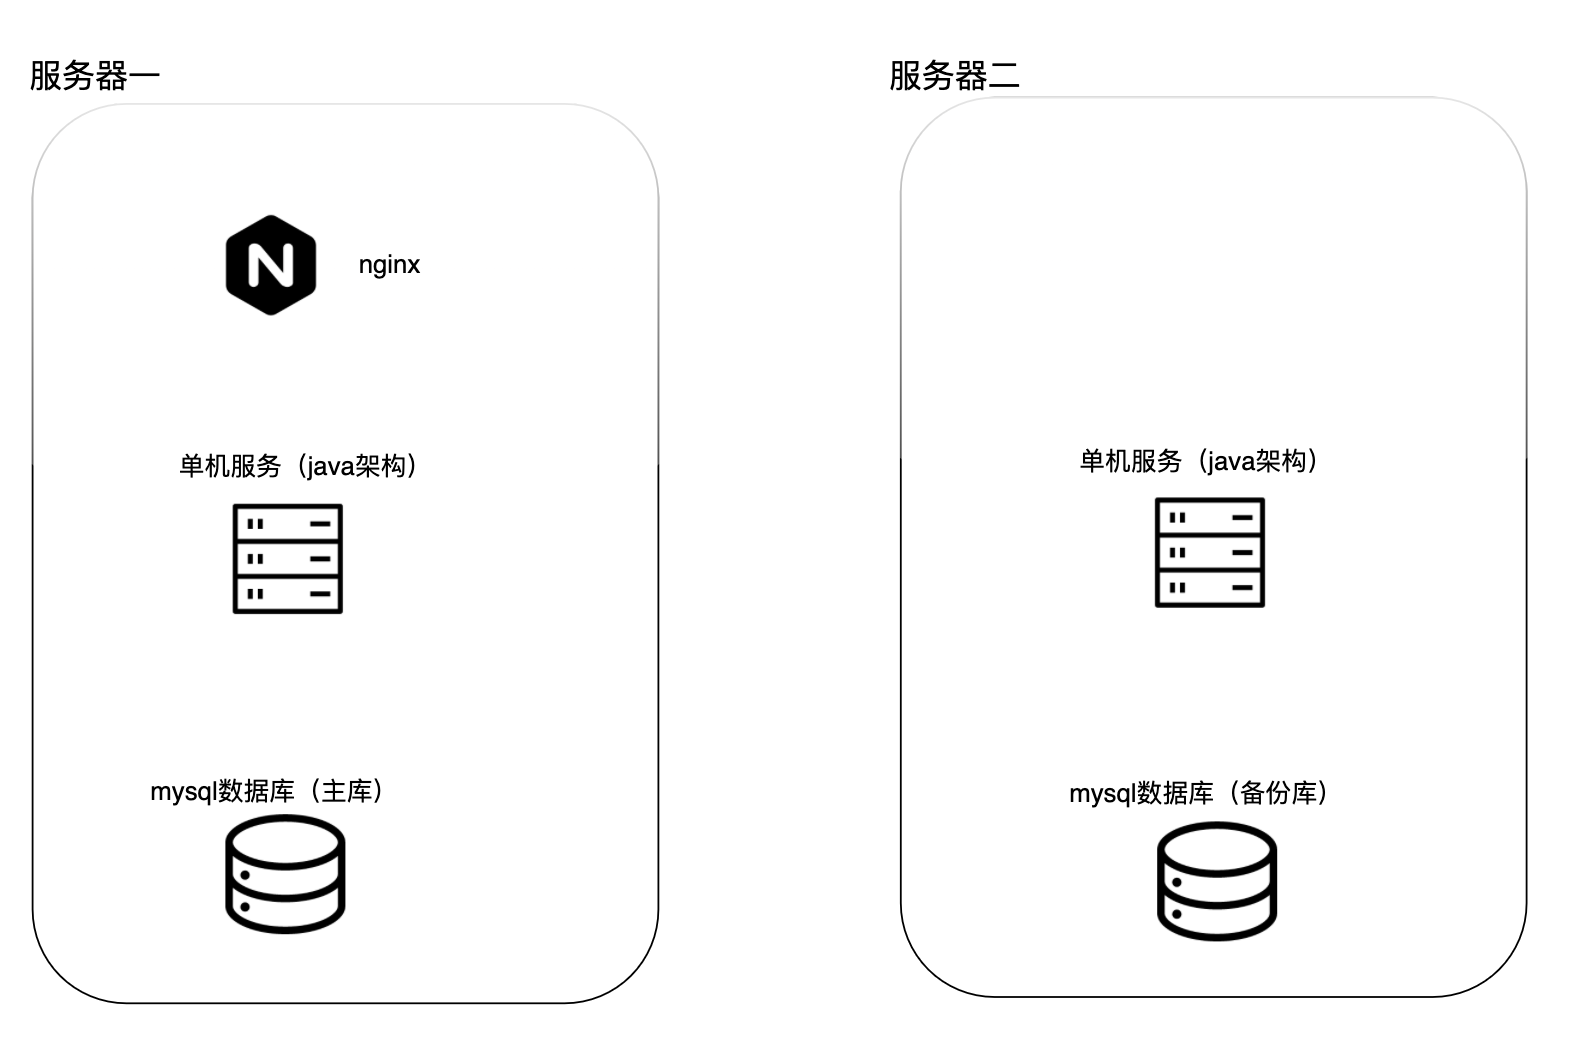 服务器一
服务器二
N
nginx
单机服务（java架构）
单机服务（java架构）
mysql数据库（主库）
mysql数据库（备份库）